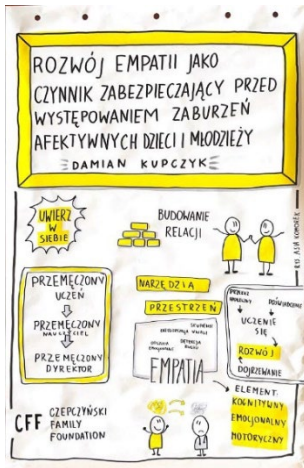 ROZWÓJ EMPATII JAKO
CZYNNIK ZABEZPIECZAJĄCY PRZED
WYSTĘPOWANIEM ZABURZEŃ
AFEKTYWNYCH DZIECI I MŁODZIEŻY
DAMIAN KUPCZYK
UWIERZ
W
SIEBIE
BUDOWANIE
RELACJI
PRZEMĘCZONY
UCZEŃ
PRZEMĘCZONY
NAUCZYCIEL
PRZEMĘCZONY
DYREKTOR
NARZĘDZIA
PRZESTRZEŃ
EMPATIA
UCZENIE
SIĘ
ROZWÓJ
DOJRZEWANIE
ELEMENT:
KOGNITYWNY
EMOCJONALNY
MOTORYCZNY
CFF
CZEPCZYŃSKI
FAMILY
FOUNDATION